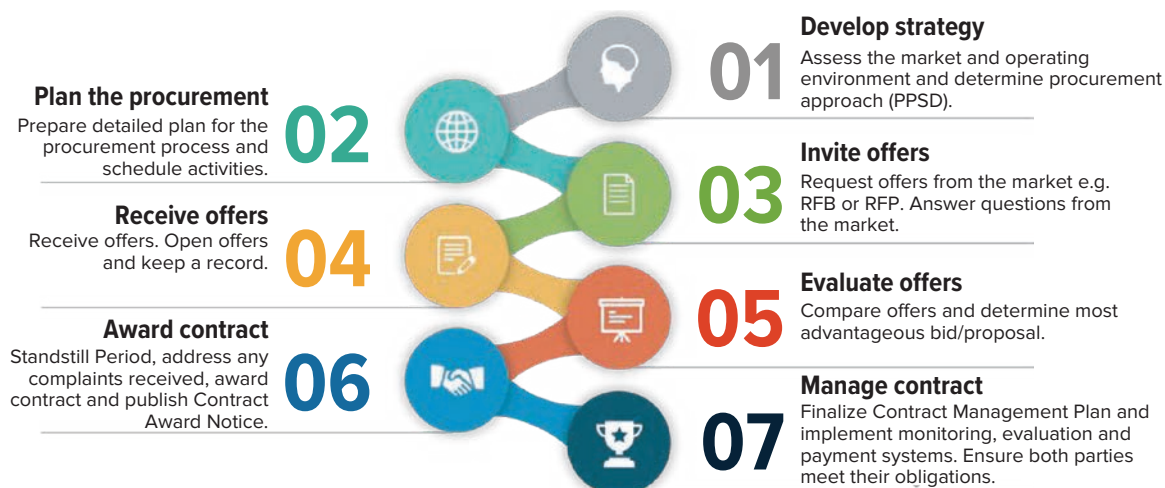 01
Develop strategy
Assess the market and operating
environment and determine procurement
approach (PPSD).
02
Plan the procurement
Prepare detailed plan for the
procurement process and
schedule activities.
03
Invite offers
Request offers from the market e.g.
RFB or RFP. Answer questions from
the market.
04
Receive offers
Receive offers. Open offers
and keep a record.
05
Evaluate offers
Compare offers and determine most
advantageous bid/proposal.
06
Award contract
Standstill Period, address any
complaints received, award
contract and publish Contract
Award Notice.
07
Manage contract
Finalize Contract Management Plan and
implement monitoring, evaluation and
payment systems. Ensure both parties
meet their obligations.